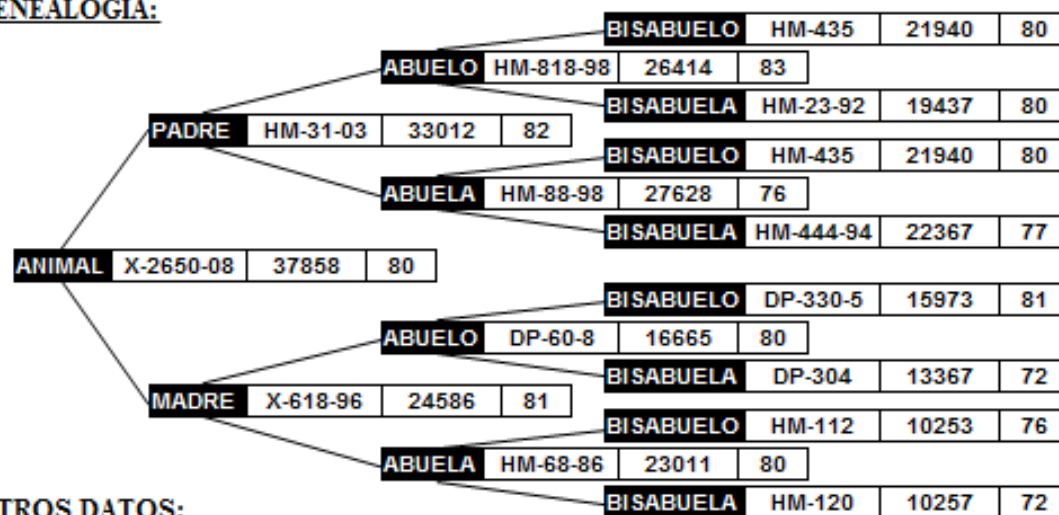 ENEALOGIA:
BISABUELO HM-435 21940 80
ABUELO HM-818-98 26414 83
BISABUELA HM-23-92 19437 80
PADRE HM-31-03 33012 82
BISABUELO HM-435 21940 80
ABUELA HM-88-98 27628 76
BISABUELA HM-444-94 22367 77
ANIMAL X-2650-08 37858 80
BISABUELO DP-330-5 15973 81
ABUELO DP-60-8 16665 80
BISABUELA DP-304 13367 72
MADRE X-618-96 24586 81
BISABUELO HM-112 10253 76
ABUELA HM-68-86 23011 80
BISABUELA HM-120 10257 72
TROS DATOS: